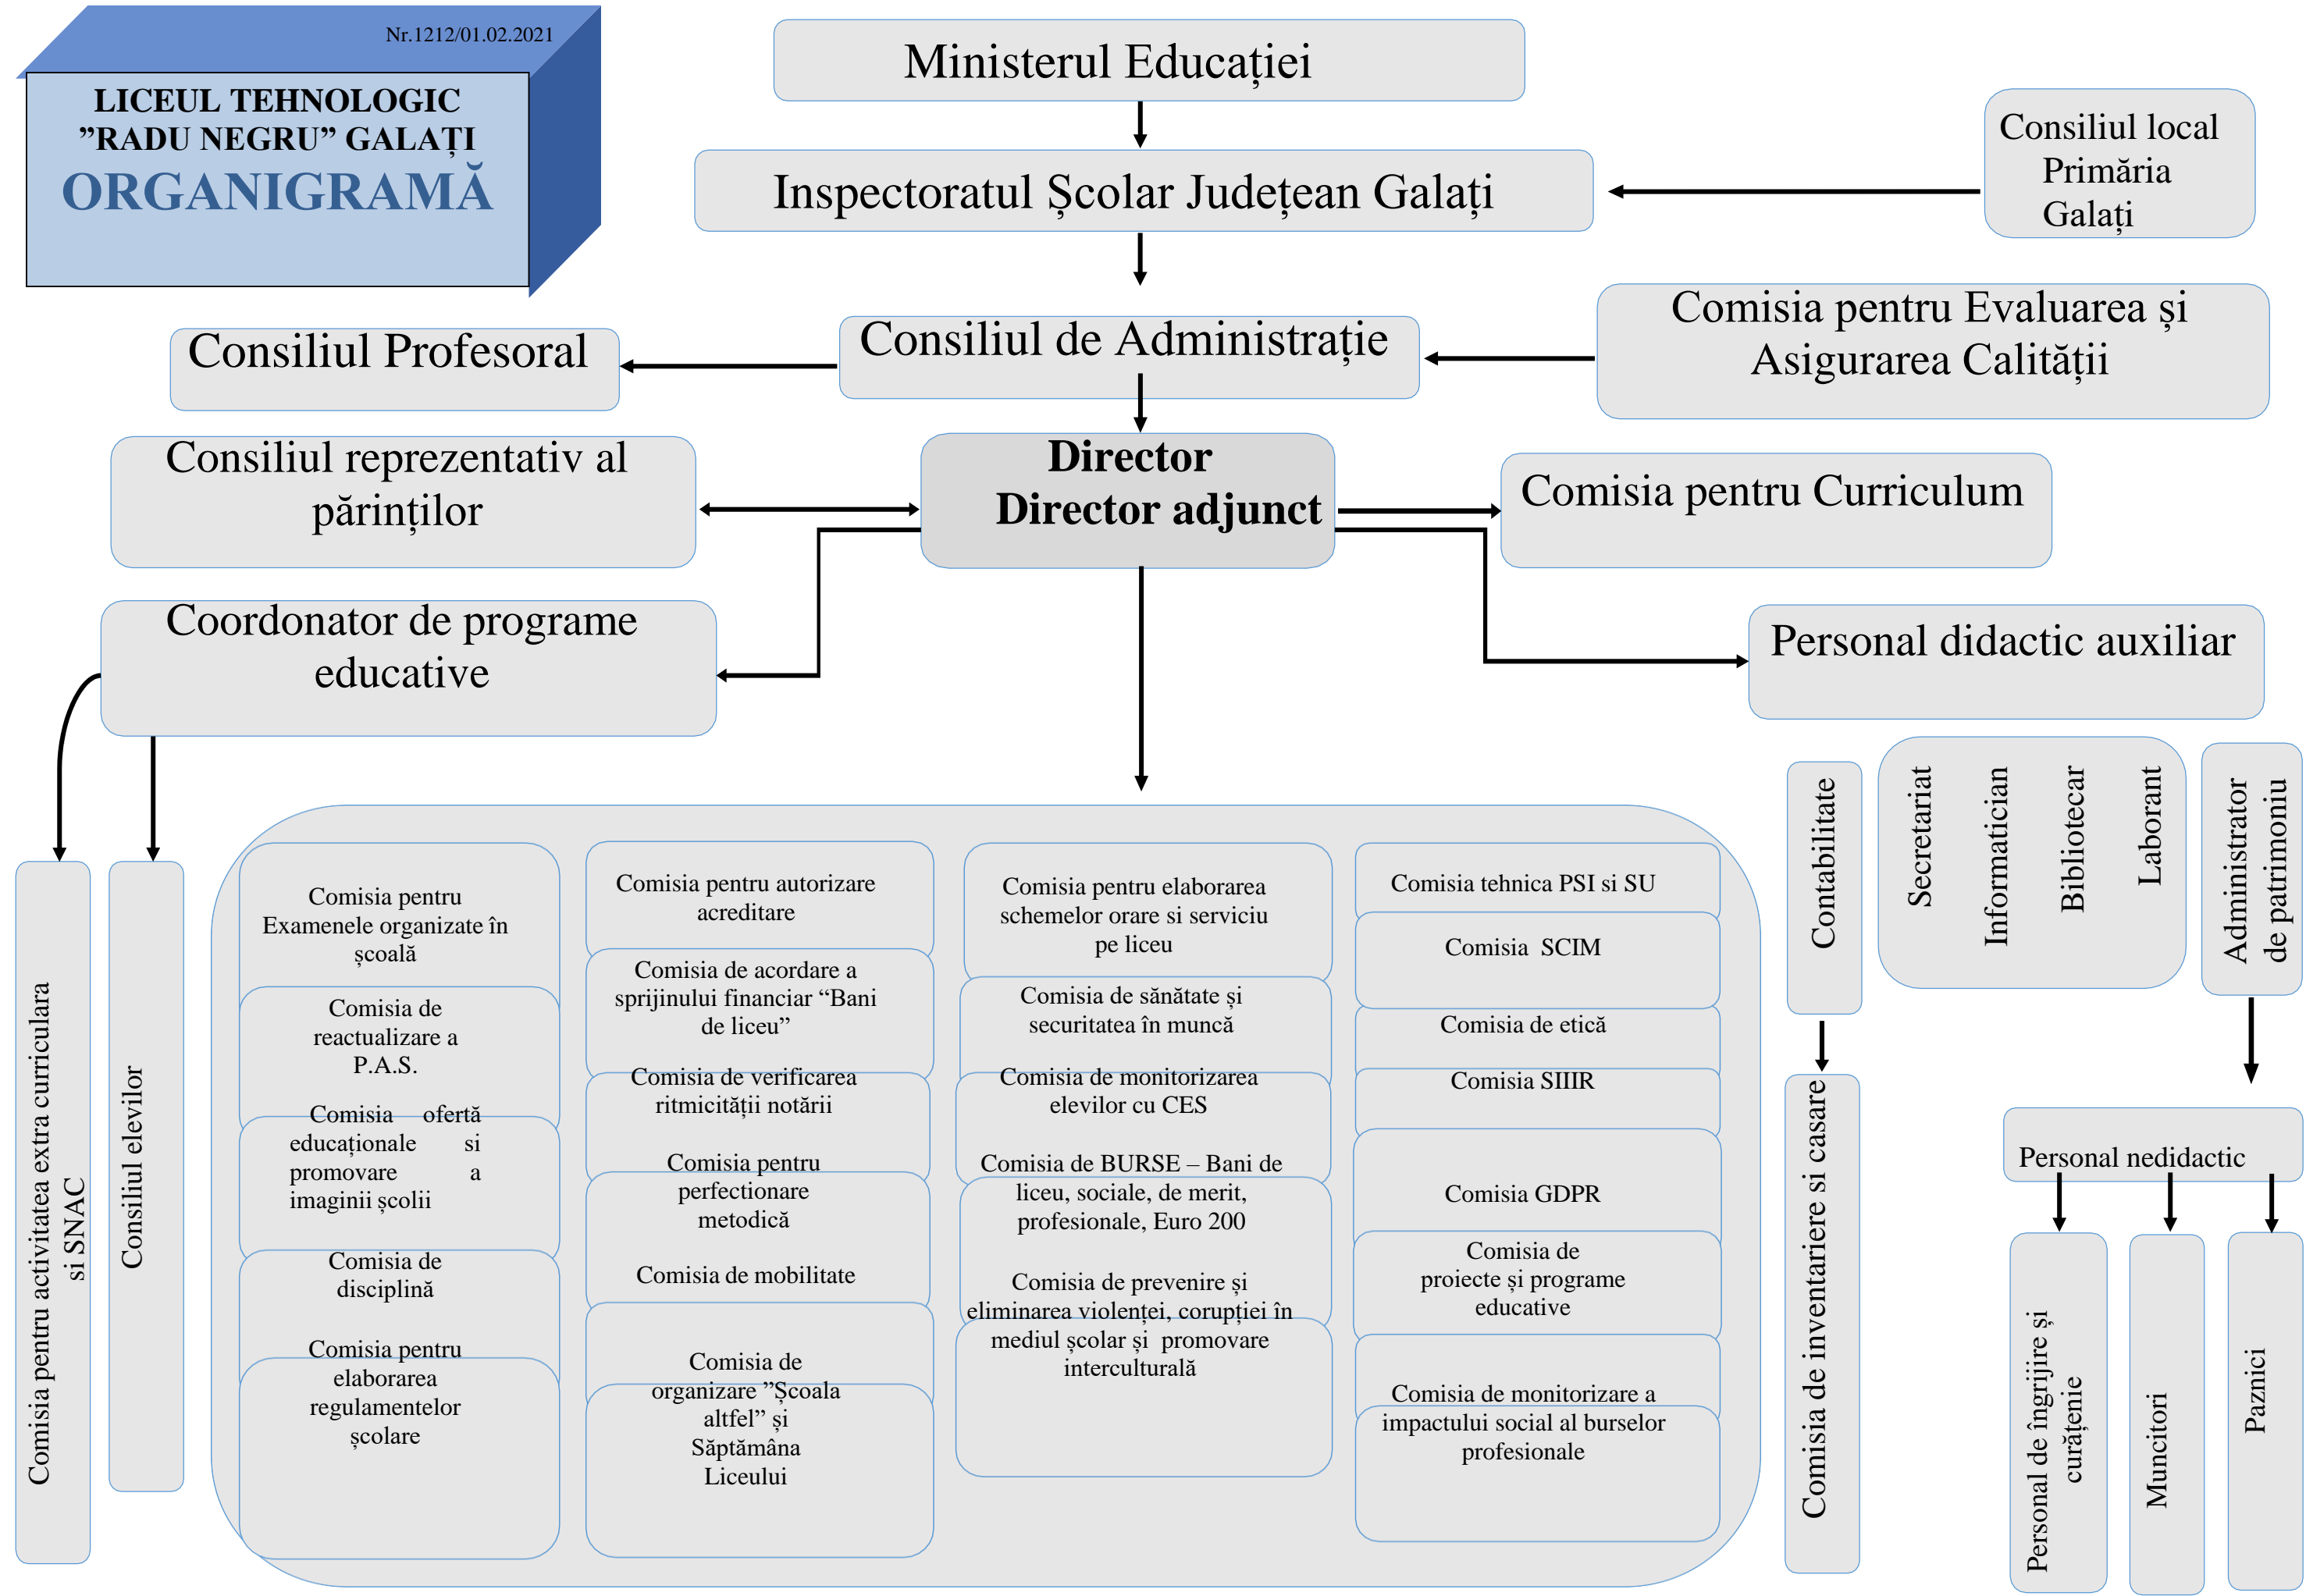 Nr.1212/01.02.2021
LICEUL TEHNOLOGIC
”RADU NEGRU” GALAȚI
ORGANIGRAMĂ
Ministerul Educației
Inspectoratul Școlar Județean Galați
Consiliul local
Primăria
Galați
Consiliul Profesoral
Consiliul de Administrație
Comisia pentru Evaluarea și
Asigurarea Calității
Consiliul reprezentativ al
părinților
Director
Director adjunct
Comisia pentru Curriculum
Coordonator de programe
educative
Personal didactic auxiliar
Comisia pentru activitatea extra curriculara
si SNAC
Consiliul elevilor
Comisia pentru
Examenele organizate în
școală
Comisia de
reactualizare a
P.A.S.
Comisia ofertă
educaționale si
promovare a
imaginii școlii
Comisia de
disciplină
Comisia pentru
elaborarea
regulamentelor
școlare
Comisia pentru autorizare
acreditare
Comisia de acordare a
sprijinului financiar “Bani
de liceu”
Comisia de verificarea
ritmicității notării
Comisia pentru
perfectionare
metodică
Comisia de mobilitate
Comisia de
organizare ”Școala
altfel” și
Săptămâna
Liceului
Comisia pentru elaborarea
schemelor orare si serviciu
pe liceu
Comisia de sănătate și
securitatea în muncă
Comisia de monitorizarea
elevilor cu CES
Comisia de BURSE – Bani de
liceu, sociale, de merit,
profesionale, Euro 200
Comisia de prevenire și
eliminarea violenței, corupției în
mediul școlar și promovare
interculturală
Comisia tehnica PSI si SU
Comisia SCIM
Comisia de etică
Comisia SIIIR
Comisia GDPR
Comisia de
proiecte și programe
educative
Comisia de monitorizare a
impactului social al burselor
profesionale
Contabilitate
Comisia de inventariere si casare
Secretariat
Informatician
Bibliotecar
Laborant
Administrator
de patrimoniu
Personal nedidactic
Personal de îngrijire și
curățenie
Muncitori
Paznici